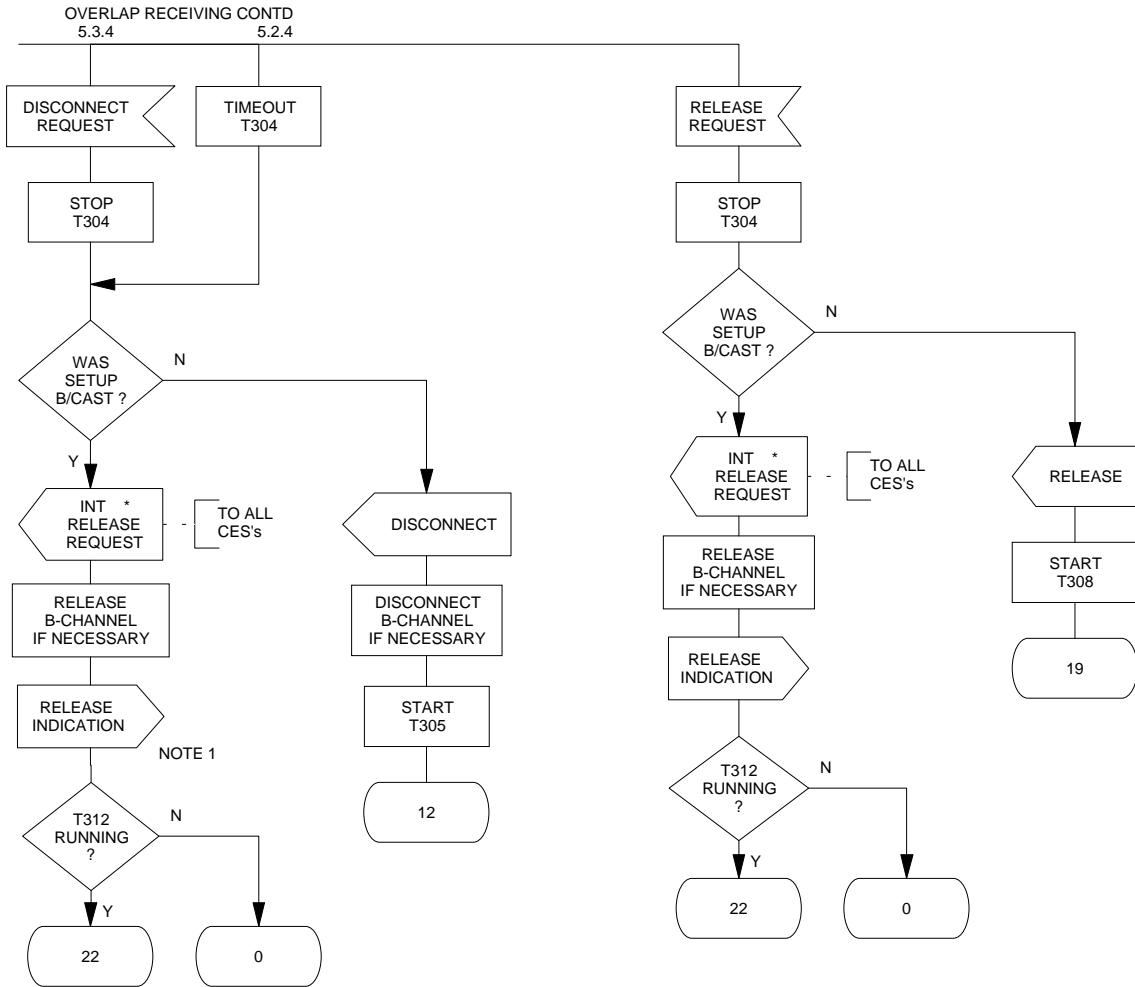 OVERLAP RECEIVING CONTD
5.3.4
5.2.4
DISCONNECT
REQUEST
TIMEOUT
T304
STOP
T304
WAS
SETUP
B/CAST ?
N
Y
INT *
RELEASE
REQUEST
TO ALL
CES's
DISCONNECT
RELEASE
B-CHANNEL
IF NECESSARY
DISCONNECT
B-CHANNEL
IF NECESSARY
RELEASE
INDICATION
NOTE 1
START
T305
T312
RUNNING
?
N
12
Y
22
0
RELEASE
REQUEST
STOP
T304
WAS
SETUP
B/CAST ?
N
Y
INT *
RELEASE
REQUEST
TO ALL
CES's
RELEASE
RELEASE
B-CHANNEL
IF NECESSARY
START
T308
RELEASE
INDICATION
19
T312
RUNNING
?
N
Y
22
0